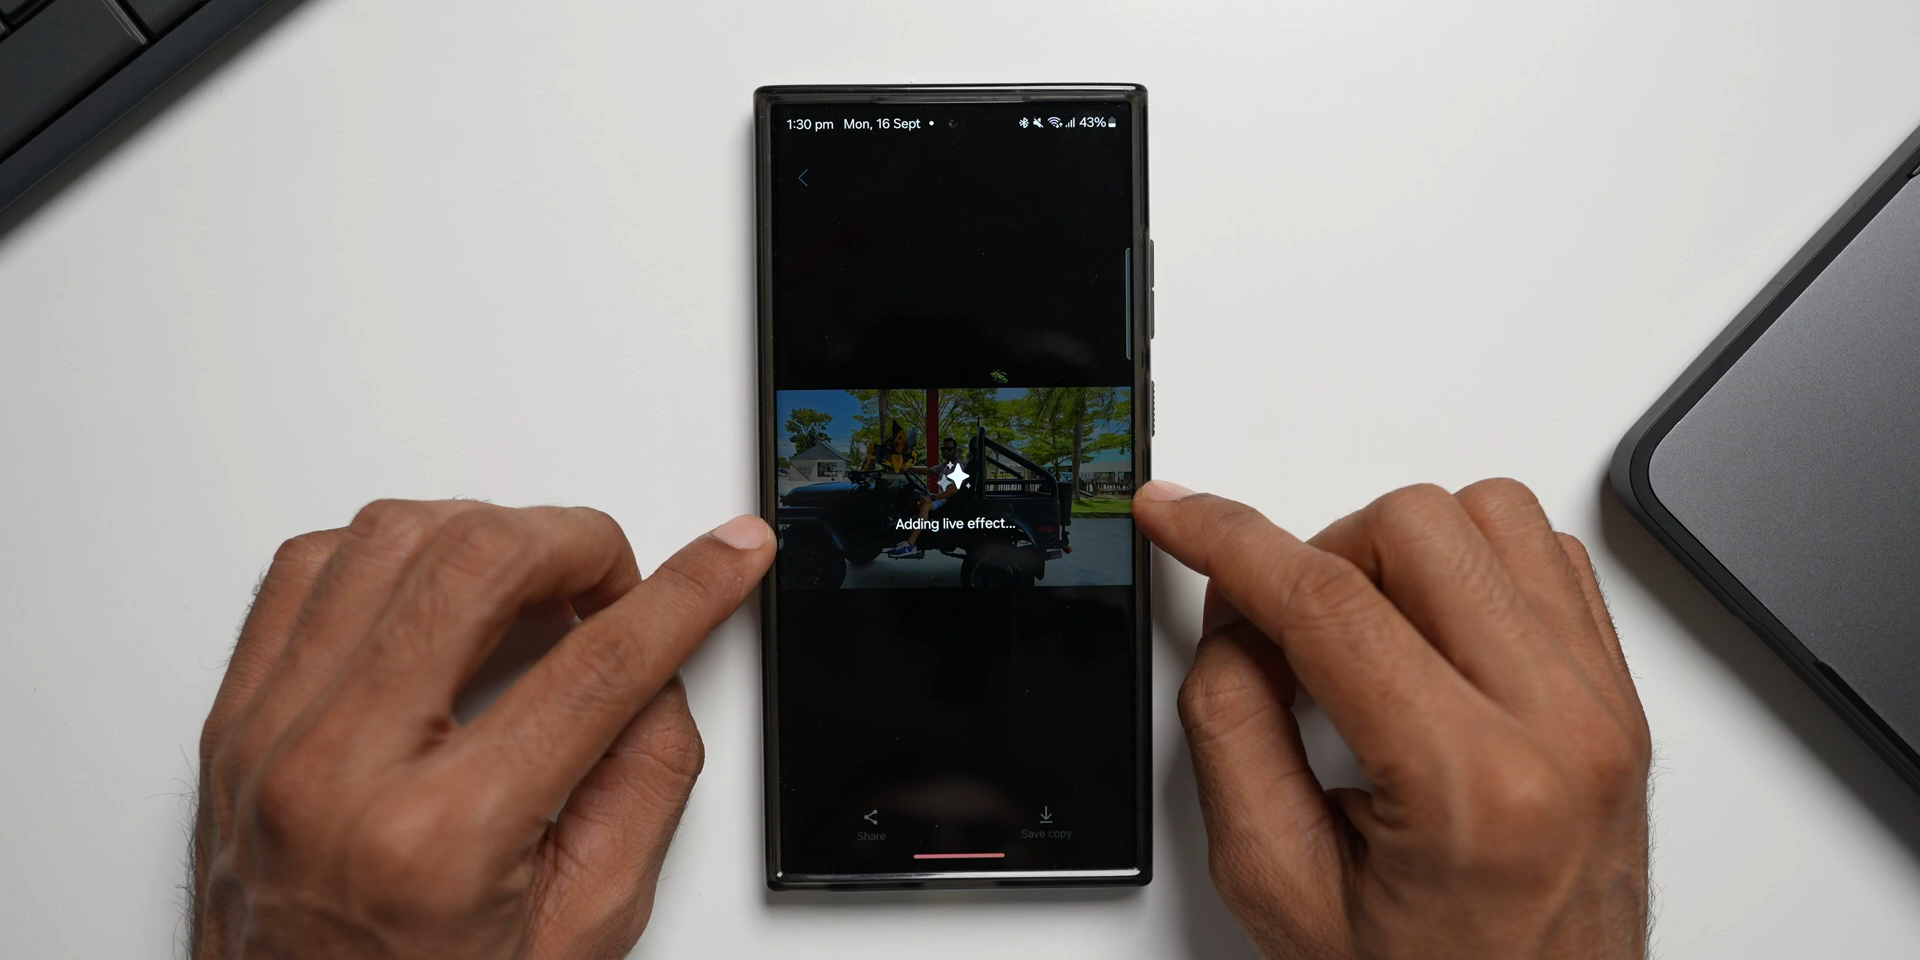 1:30 pm Mon, 16 Sept 43%
Adding live effect...
Share
Save copy